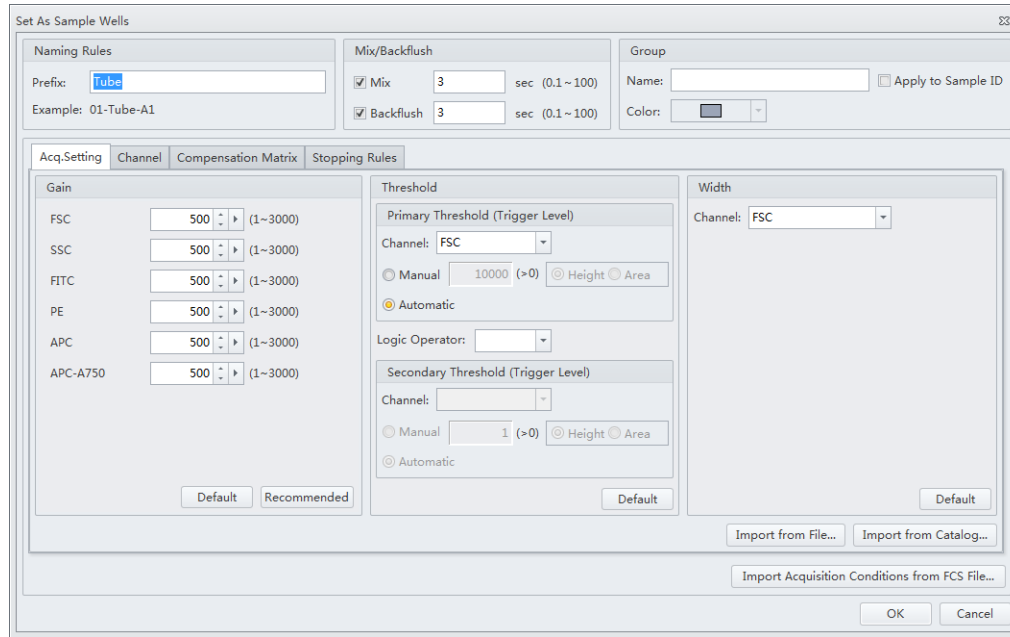 Set As Sample Wells
Naming Rules
Prefix: Tube
Example: 01-Tube-A1
Mix/Backflush
Mix 3 sec (0.1~100)
Backflush 3 sec (0.1~100)
Group
Name: Apply to Sample ID
Color:
Acq.Setting Channel Compensation Matrix Stopping Rules
Gain
FSC 500 (1~3000)
SSC 500 (1~3000)
FITC 500 (1~3000)
PE 500 (1~3000)
APC 500 (1~3000)
APC-A750 500 (1~3000)
Default Recommended
Threshold
Primary Threshold (Trigger Level)
Channel: FSC
Manual 10000 (>0) Height Area
Automatic
Logic Operator:
Secondary Threshold (Trigger Level)
Channel:
Manual 1 (>0) Height Area
Automatic
Default
Width
Channel: FSC
Default
Import from File... Import from Catalog...
Import Acquisition Conditions from FCS File...
OK Cancel